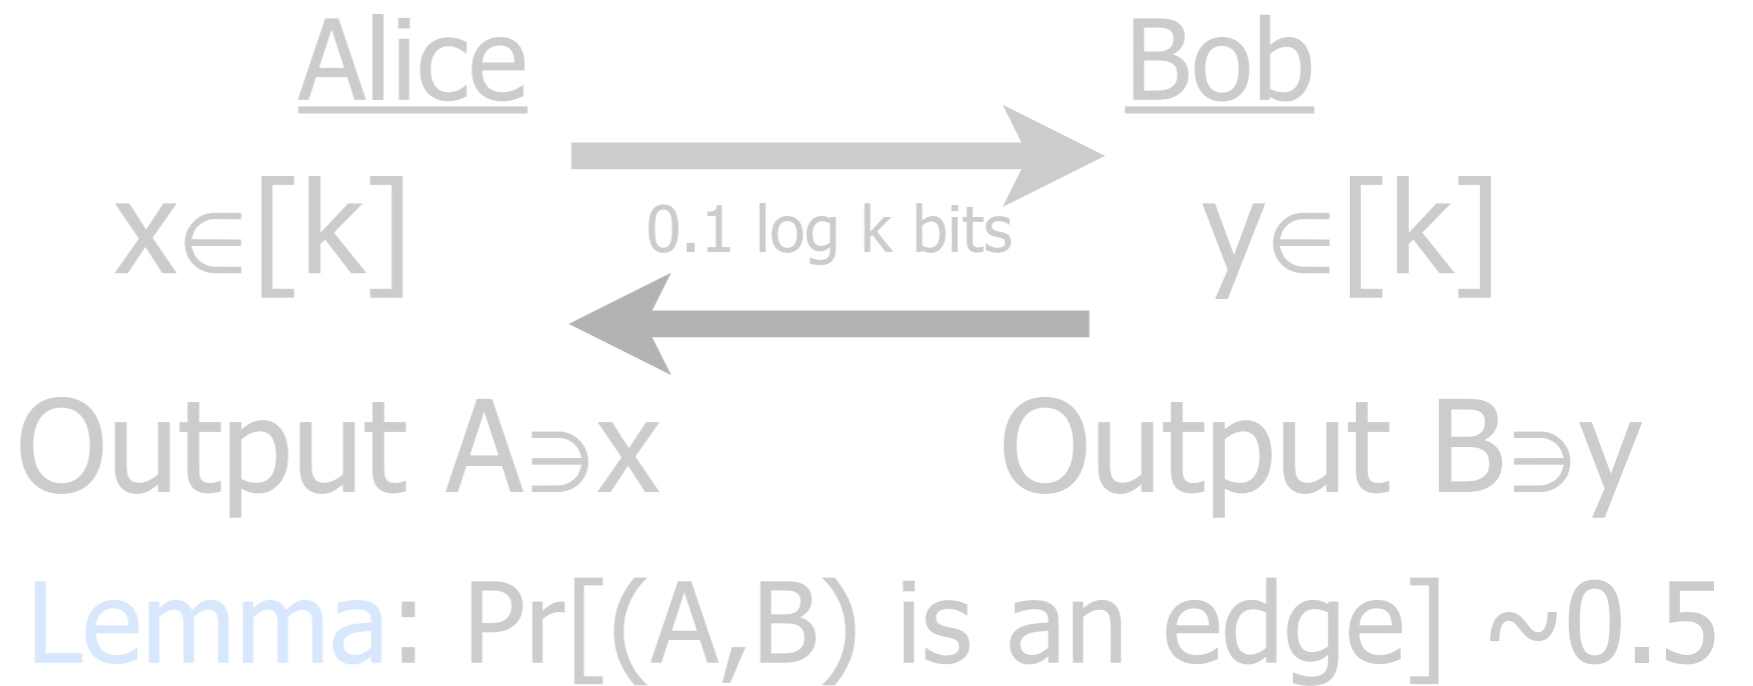 Alice Bob
x∈[k] 0.1 log k bits y∈[k]
Output A∋x Output B∋y
Lemma: Pr[(A,B) is an edge] ~0.5